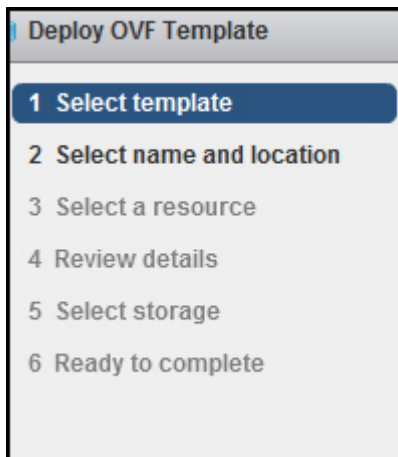 Deploy OVF Template
1 Select template
2 Select name and location
3 Select a resource
4 Review details
5 Select storage
6 Ready to complete